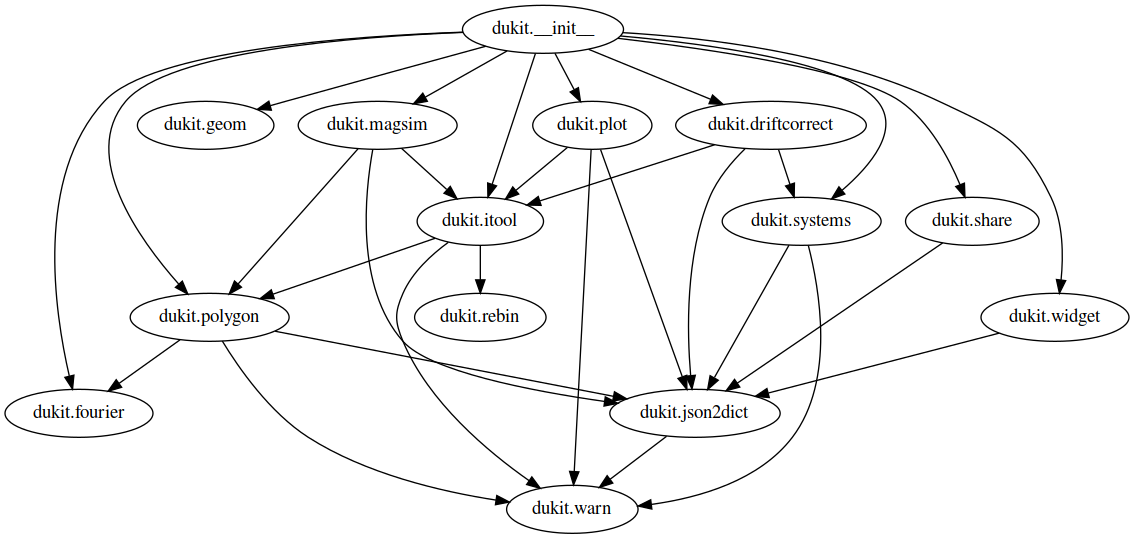 dukit.__init__
dukit.geom
dukit.magsim
dukit.plot
dukit.driftcorrect
dukit.itool
dukit.systems
dukit.share
dukit.polygon
dukit.rebin
dukit.widget
dukit.fourier
dukit.json2dict
dukit.warn